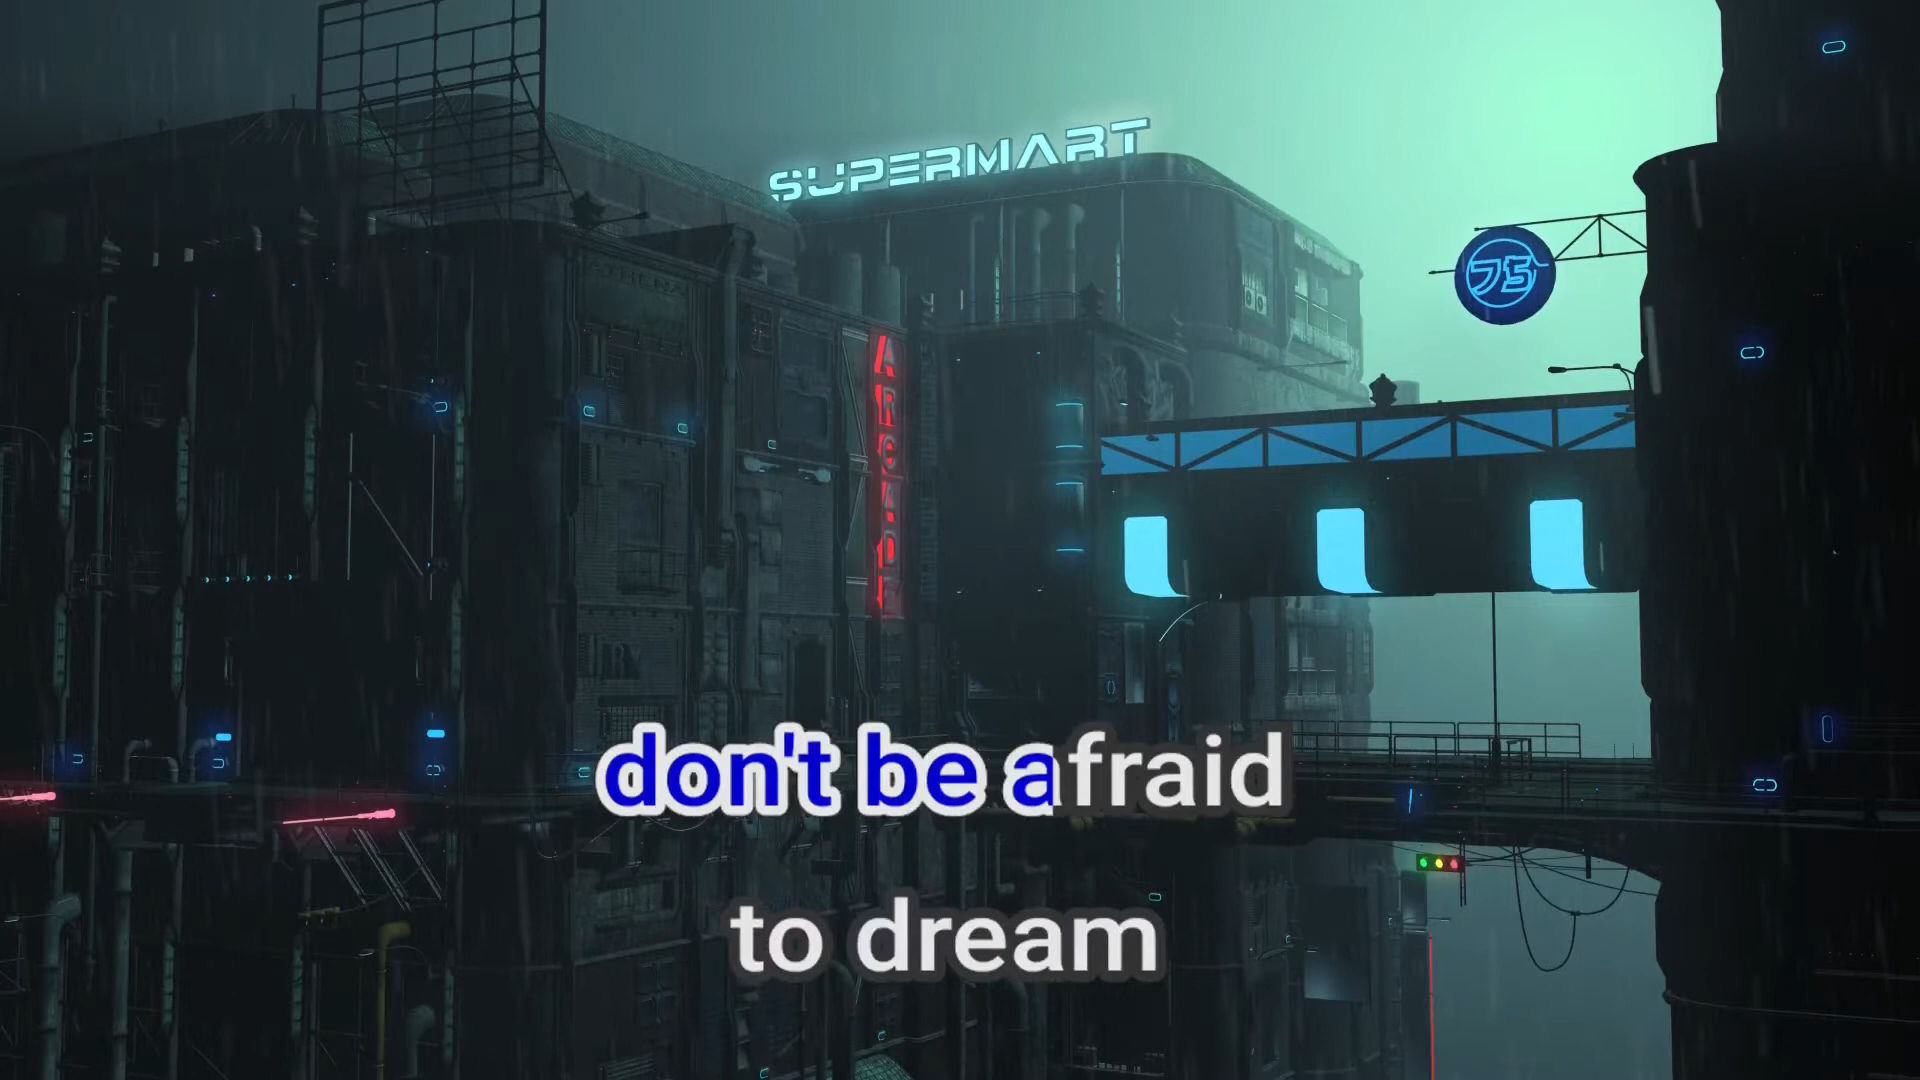 SUPERMART
75
ARCADE
don't be afraid
to dream